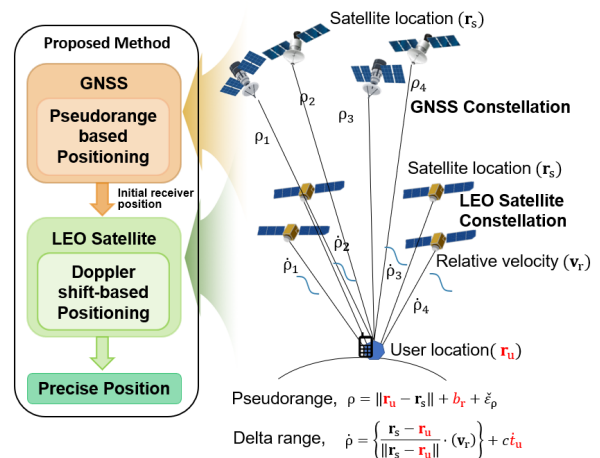 Proposed Method
GNSS
Pseudorange
based
Positioning
Initial receiver
position
LEO Satellite
Doppler
shift-based
Positioning
Precise Position
Satellite location (𝐫ₛ)
ρ₁
ρ₂
ρ₃
ρ₄
GNSS Constellation
Satellite location (𝐫ₛ)
LEO Satellite
Constellation
ρ̇₁
ρ̇₂
ρ̇₃
ρ̇₄
Relative velocity (𝐯ᵣ)
User location( 𝐫ᵤ)
Pseudorange, ρ = ‖𝐫ᵤ − 𝐫ₛ‖ + bᵣ + ε̌ᵨ
Delta range, ρ̇ = {(𝐫ₛ − 𝐫ᵤ)/‖𝐫ₛ − 𝐫ᵤ‖ · (𝐯ᵣ)} + cṫᵤ